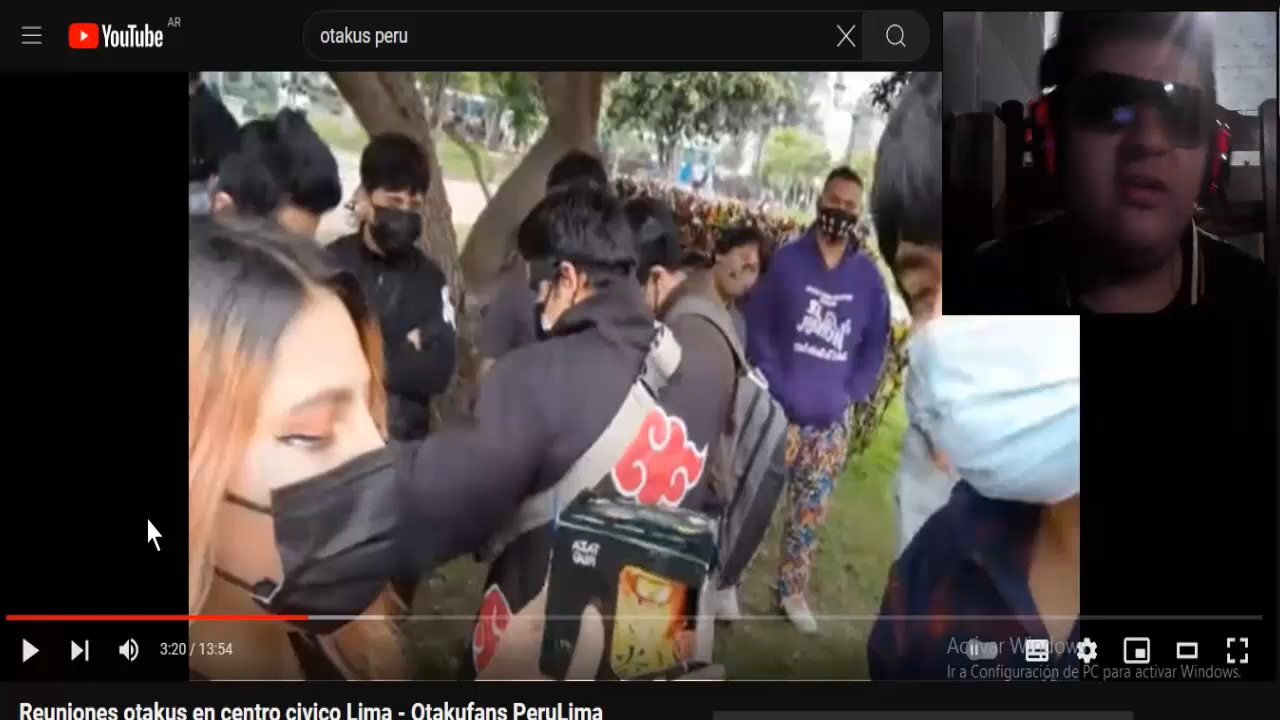 YouTube
AR
otakus peru
TAZA
3:20 / 13:54
Activar Windows
Ir a Configuración de PC para activar Windows.
Reuniones otakus en centro civico Lima - Otakufans PeruLima